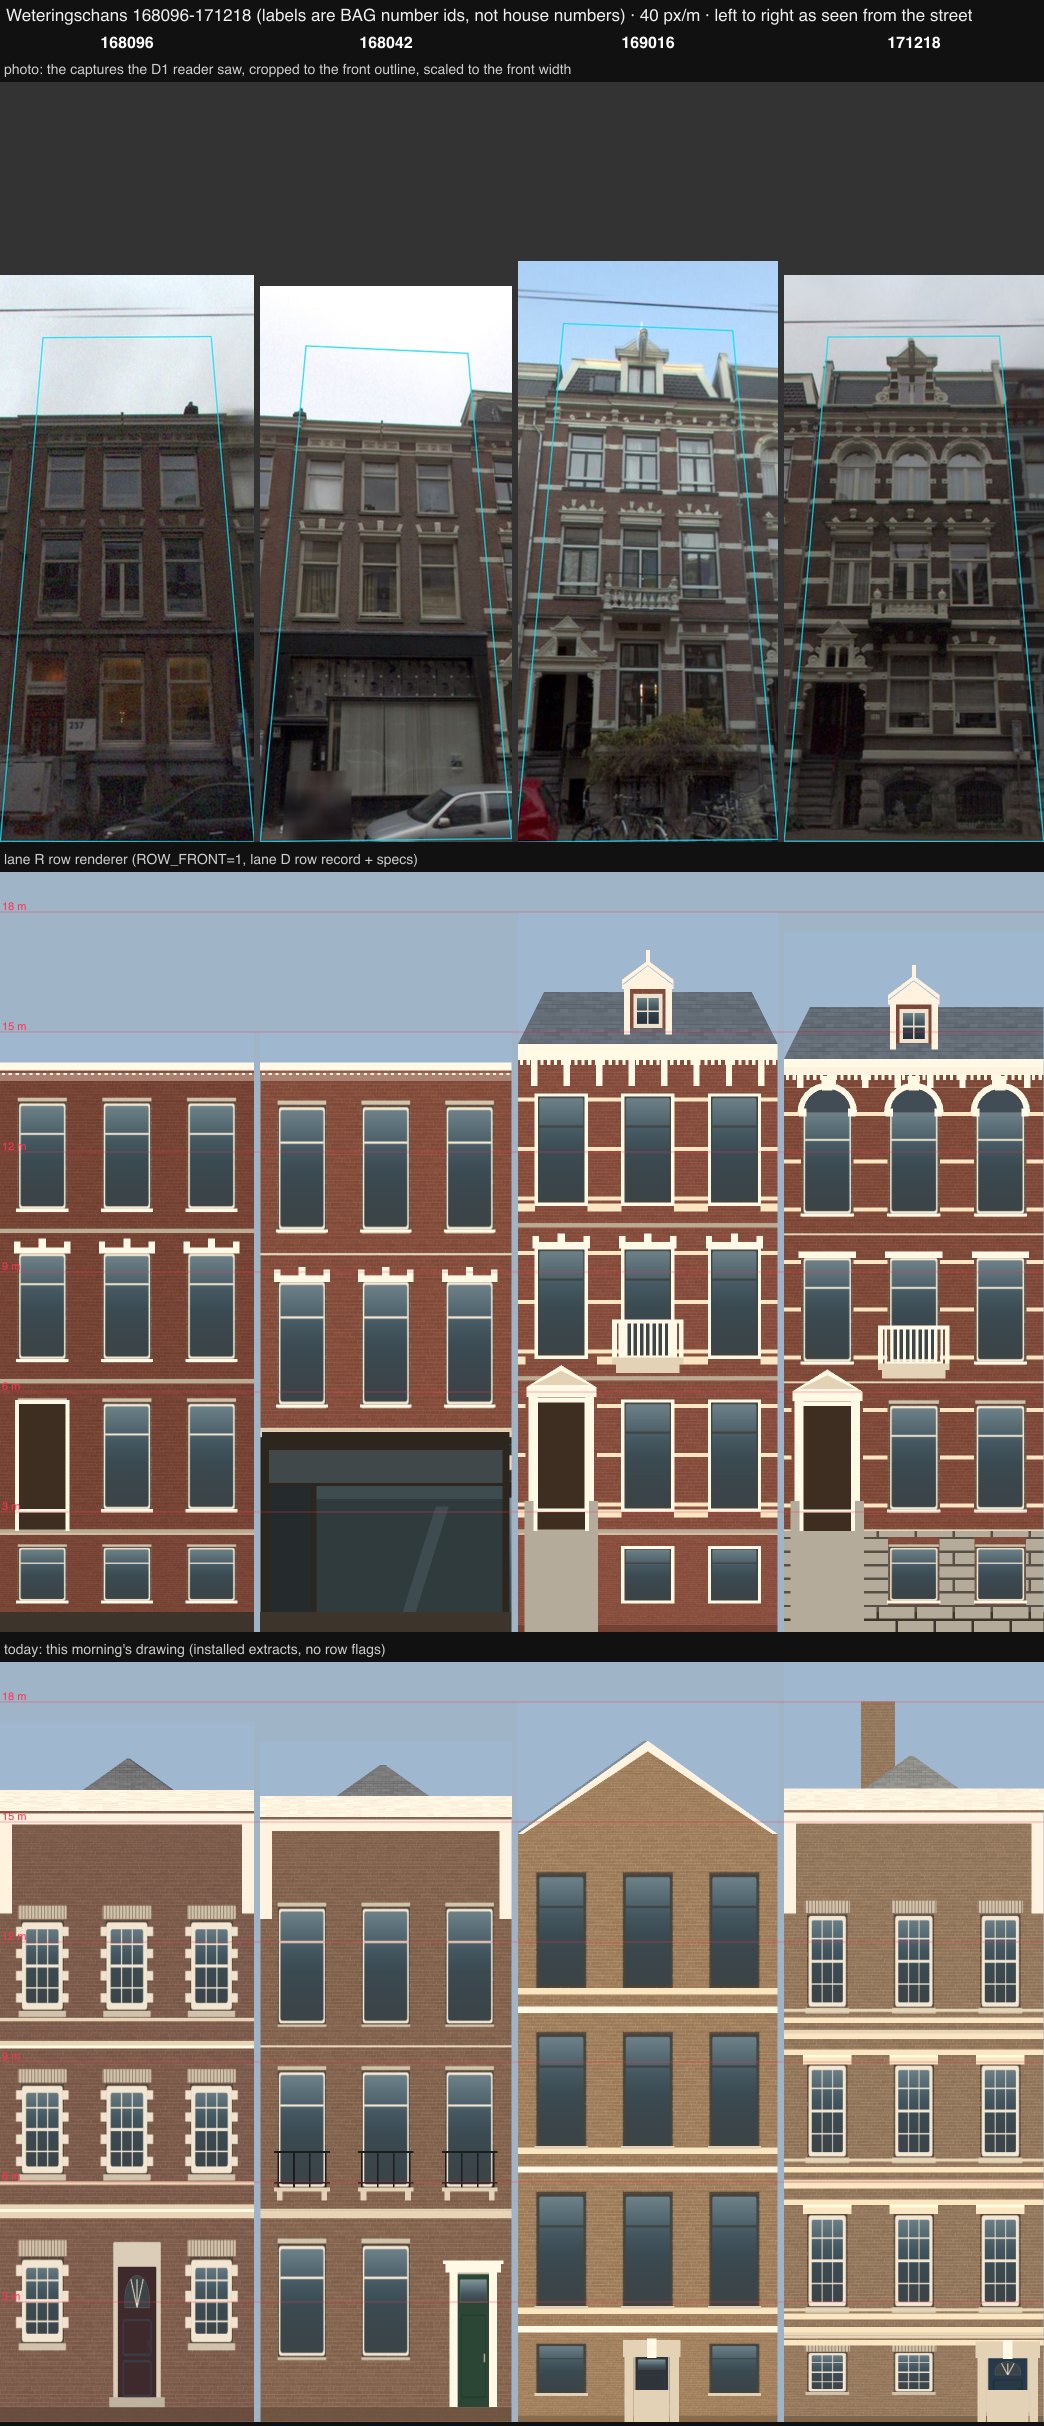 Weteringschans 168096-171218 (labels are BAG number ids, not house numbers) · 40 px/m · left to right as seen from the street
168096 168042 169016 171218
photo: the captures the D1 reader saw, cropped to the front outline, scaled to the front width
237
lane R row renderer (ROW_FRONT=1, lane D row record + specs)
18 m
15 m
12 m
9 m
6 m
3 m
today: this morning's drawing (installed extracts, no row flags)
18 m
15 m
12 m
9 m
6 m
3 m